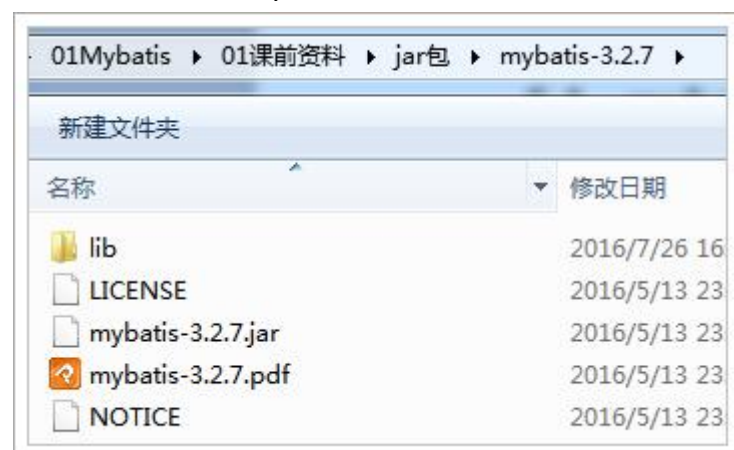 01Mybatis ▸ 01课前资料 ▸ jar包 ▸ mybatis-3.2.7 ▸
新建文件夹
名称 修改日期
lib 2016/7/26 16
LICENSE 2016/5/13 23
mybatis-3.2.7.jar 2016/5/13 23
mybatis-3.2.7.pdf 2016/5/13 23
NOTICE 2016/5/13 23